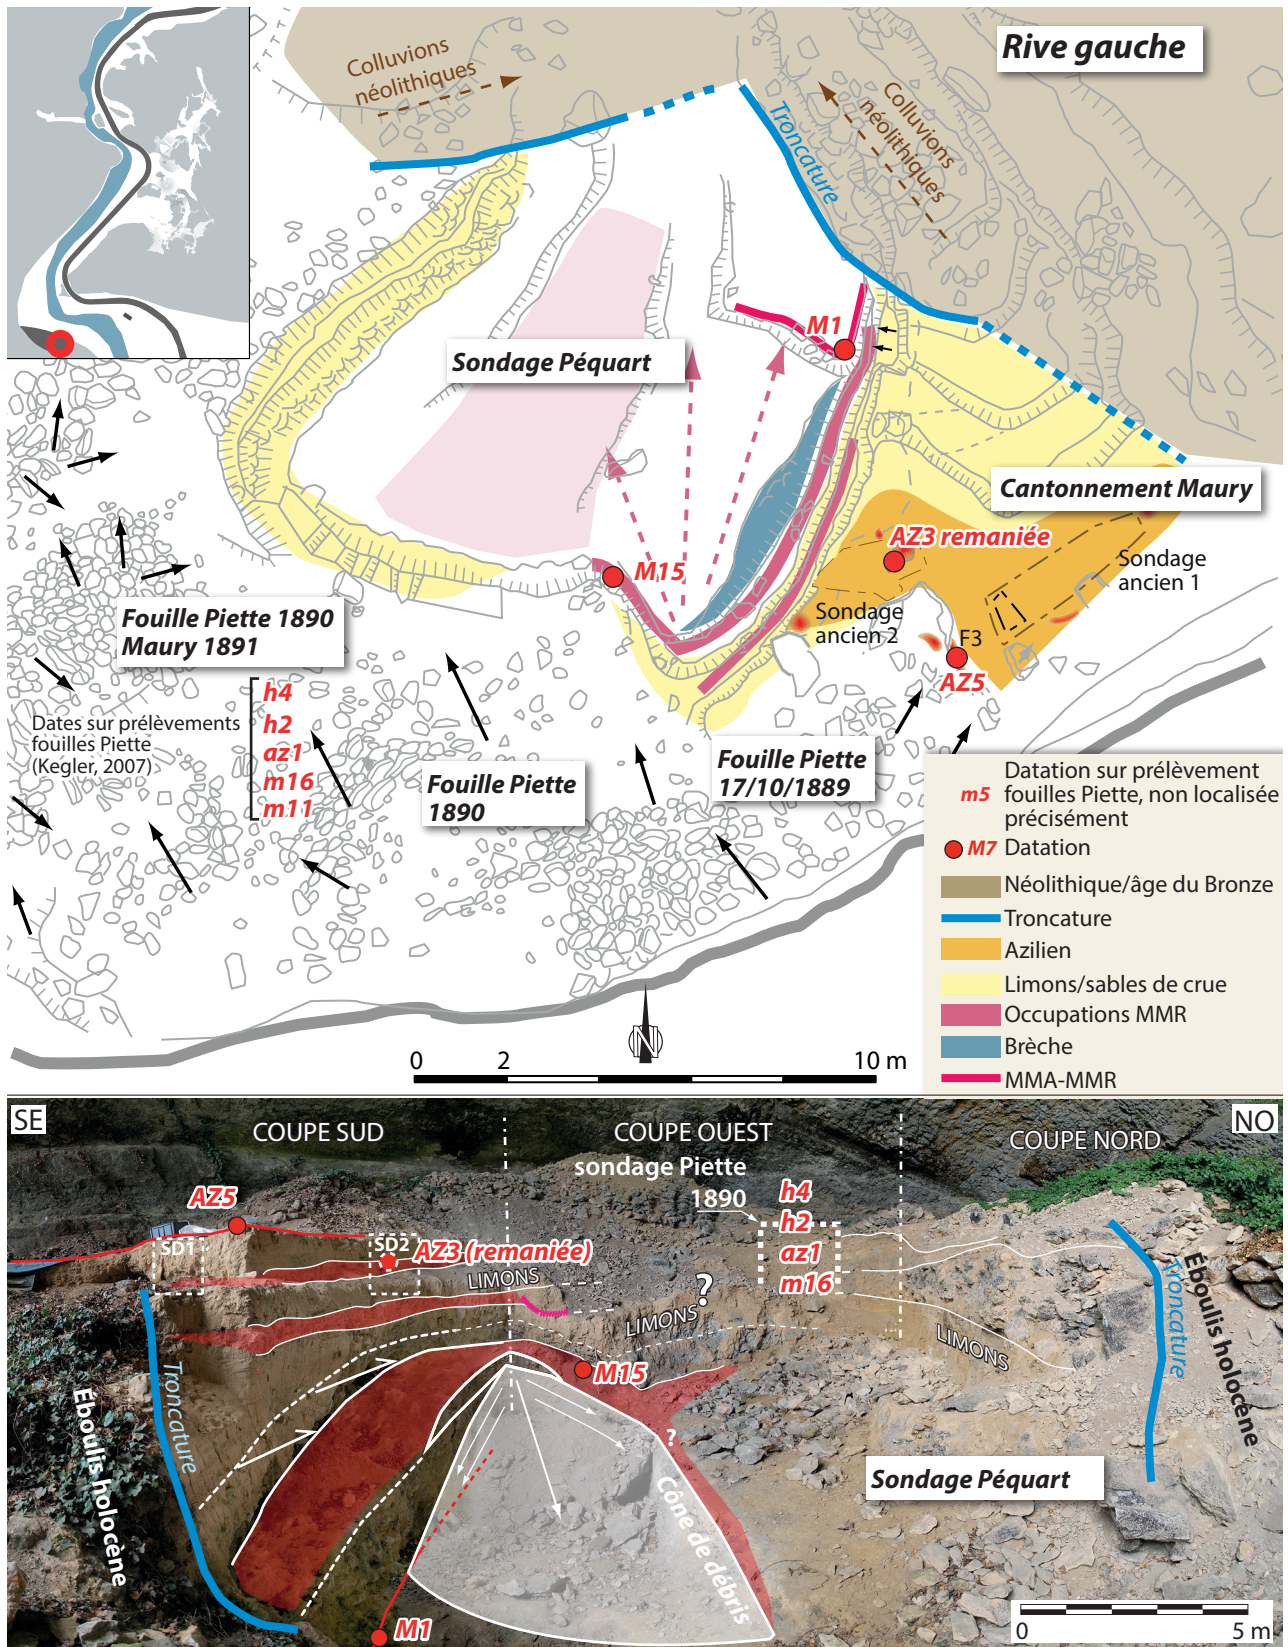 Rive gauche
Colluvions
néolithiques
Troncature
Colluvions
néolithiques
M1
Sondage Péquart
Cantonnement Maury
AZ3 remaniée
M15
Sondage
ancien 1
Sondage
ancien 2
F3
AZ5
Fouille Piette 1890
Maury 1891
Dates sur prélèvements
fouilles Piette
(Kegler, 2007)
h4
h2
az1
m16
m11
Fouille Piette
1890
Fouille Piette
17/10/1889
m5
Datation sur prélèvement
fouilles Piette, non localisée
précisément
M7 Datation
Néolithique/âge du Bronze
Troncature
Azilien
Limons/sables de crue
Occupations MMR
Brèche
MMA-MMR
N
0 2 10 m
SE
COUPE SUD
COUPE OUEST
COUPE NORD
NO
sondage Piette
1890
h4
h2
az1
m16
AZ5
SD1
SD2
AZ3 (remaniée)
LIMONS
?
LIMONS
LIMONS
M15
?
Troncature
Eboulis holocène
Troncature
Eboulis holocène
Cône de débris
Sondage Péquart
M1
0 5 m